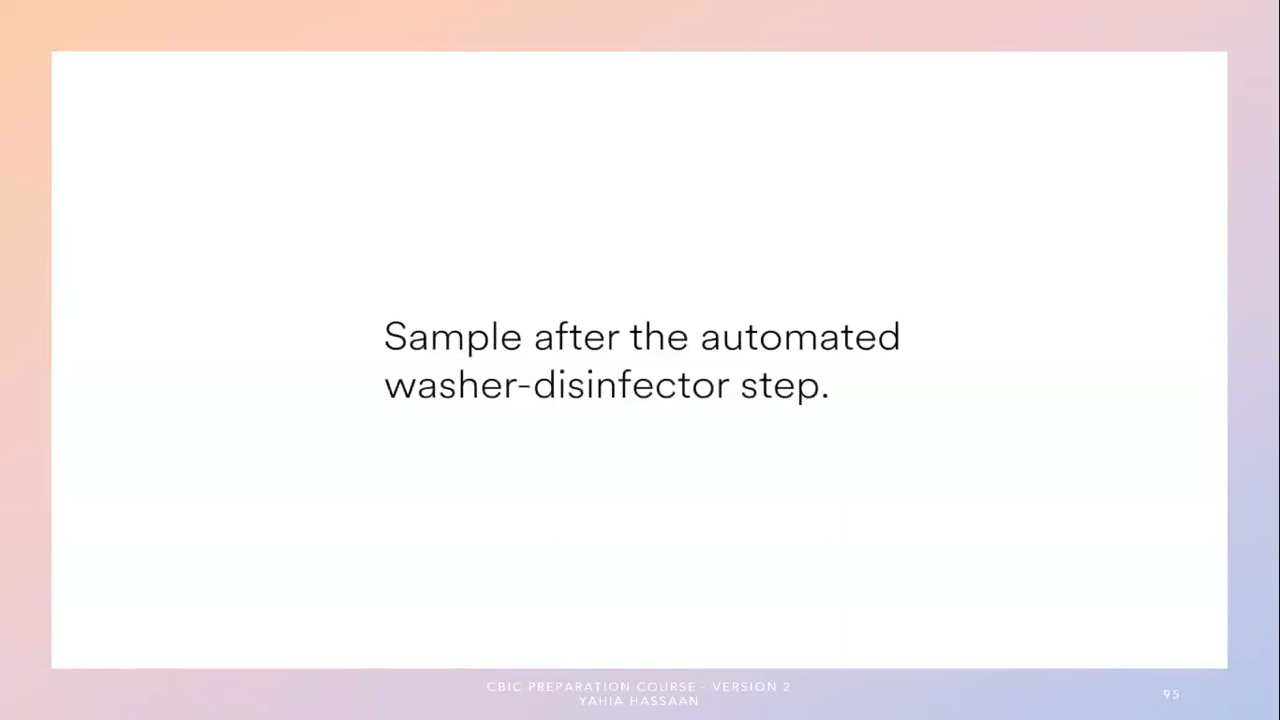 Sample after the automated
washer-disinfector step.
CBIC PREPARATION COURSE - VERSION 2
YAHIA HASSAAN
95